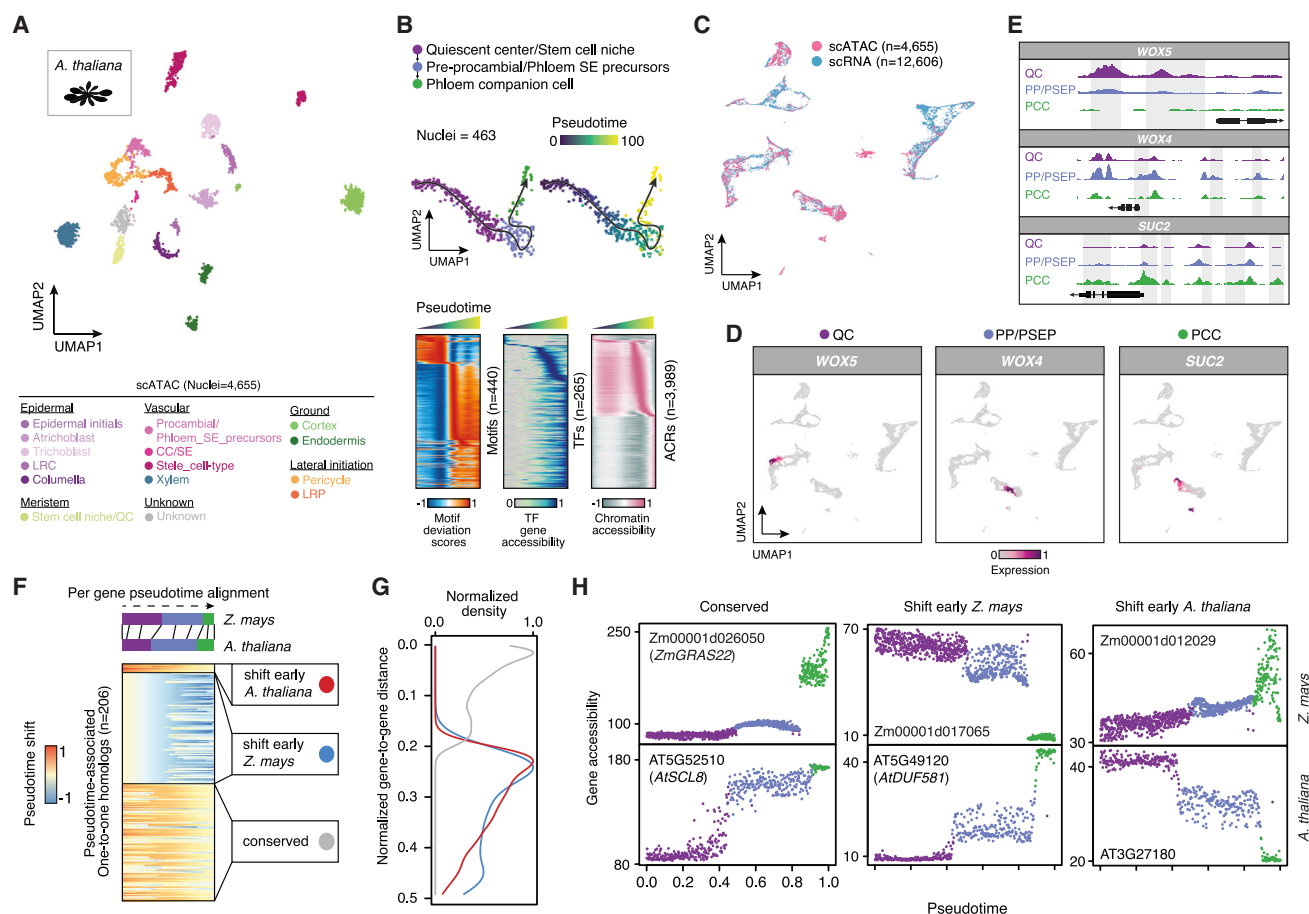 A
A. thaliana
UMAP2
UMAP1
scATAC (Nuclei=4,655)
Epidermal
Epidermal initials
Atrichoblast
Trichoblast
LRC
Columella
Meristem
Stem cell niche/QC
Vascular
Procambial/
Phloem_SE_precursors
CC/SE
Stele_cell-type
Xylem
Unknown
Unknown
Ground
Cortex
Endodermis
Lateral initiation
Pericycle
LRP
B
Quiescent center/Stem cell niche
Pre-procambial/Phloem SE precursors
Phloem companion cell
Nuclei = 463
Pseudotime
0 100
UMAP2
UMAP1
Pseudotime
Motifs (n=440)
TFs (n=265)
ACRs (n=3,989)
-1 1
Motif
deviation
scores
0 1
TF
gene
accessibility
-1 1
Chromatin
accessibility
C
scATAC (n=4,655)
scRNA (n=12,606)
UMAP2
UMAP1
D
QC
PP/PSEP
PCC
WOX5
WOX4
SUC2
UMAP2
UMAP1
0 1
Expression
E
WOX5
QC
PP/PSEP
PCC
WOX4
QC
PP/PSEP
PCC
SUC2
QC
PP/PSEP
PCC
F
Per gene pseudotime alignment
Z. mays
A. thaliana
shift early
A. thaliana
shift early
Z. mays
conserved
Pseudotime shift
1
-1
Pseudotime-associated
One-to-one homologs (n=206)
G
Normalized
density
0.0 0.4 1.0
0.0
0.1
0.2
0.3
0.4
0.5
Normalized gene-to-gene distance
H
Conserved
Shift early Z. mays
Shift early A. thaliana
Gene accessibility
250
100
Zm00001d026050
(ZmGRAS22)
180
80
AT5G52510
(AtSCL8)
0.0 0.2 0.4 0.6 0.8 1.0
70
10
Zm00001d017065
40
10
AT5G49120
(AtDUF581)
60
30
Zm00001d012029
40
20
AT3G27180
Z. mays
A. thaliana
Pseudotime